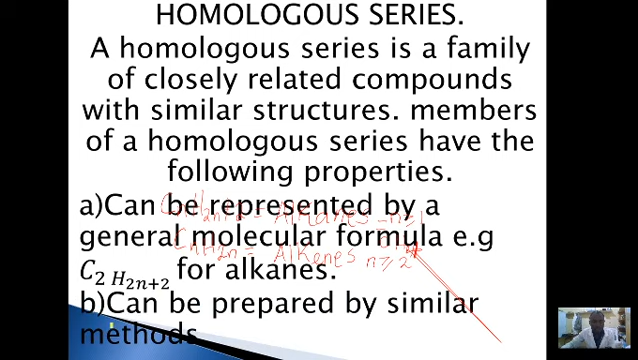 HOMOLOGOUS SERIES.
A homologous series is a family
of closely related compounds
with similar structures. members
of a homologous series have the
following properties.
a)Can be represented by a
CnH2n+2 = Alkanes n≥1
general molecular formula e.g
CnH2n = Alkenes n≥2
C2 H2n+2 for alkanes.
b)Can be prepared by similar
methods